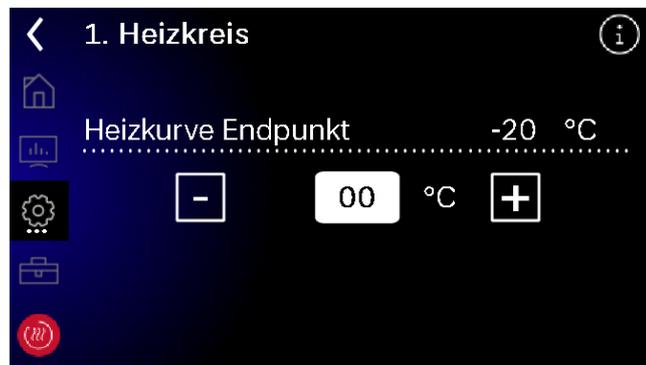 1. Heizkreis
Heizkurve Endpunkt -20 °C
- 00 °C +